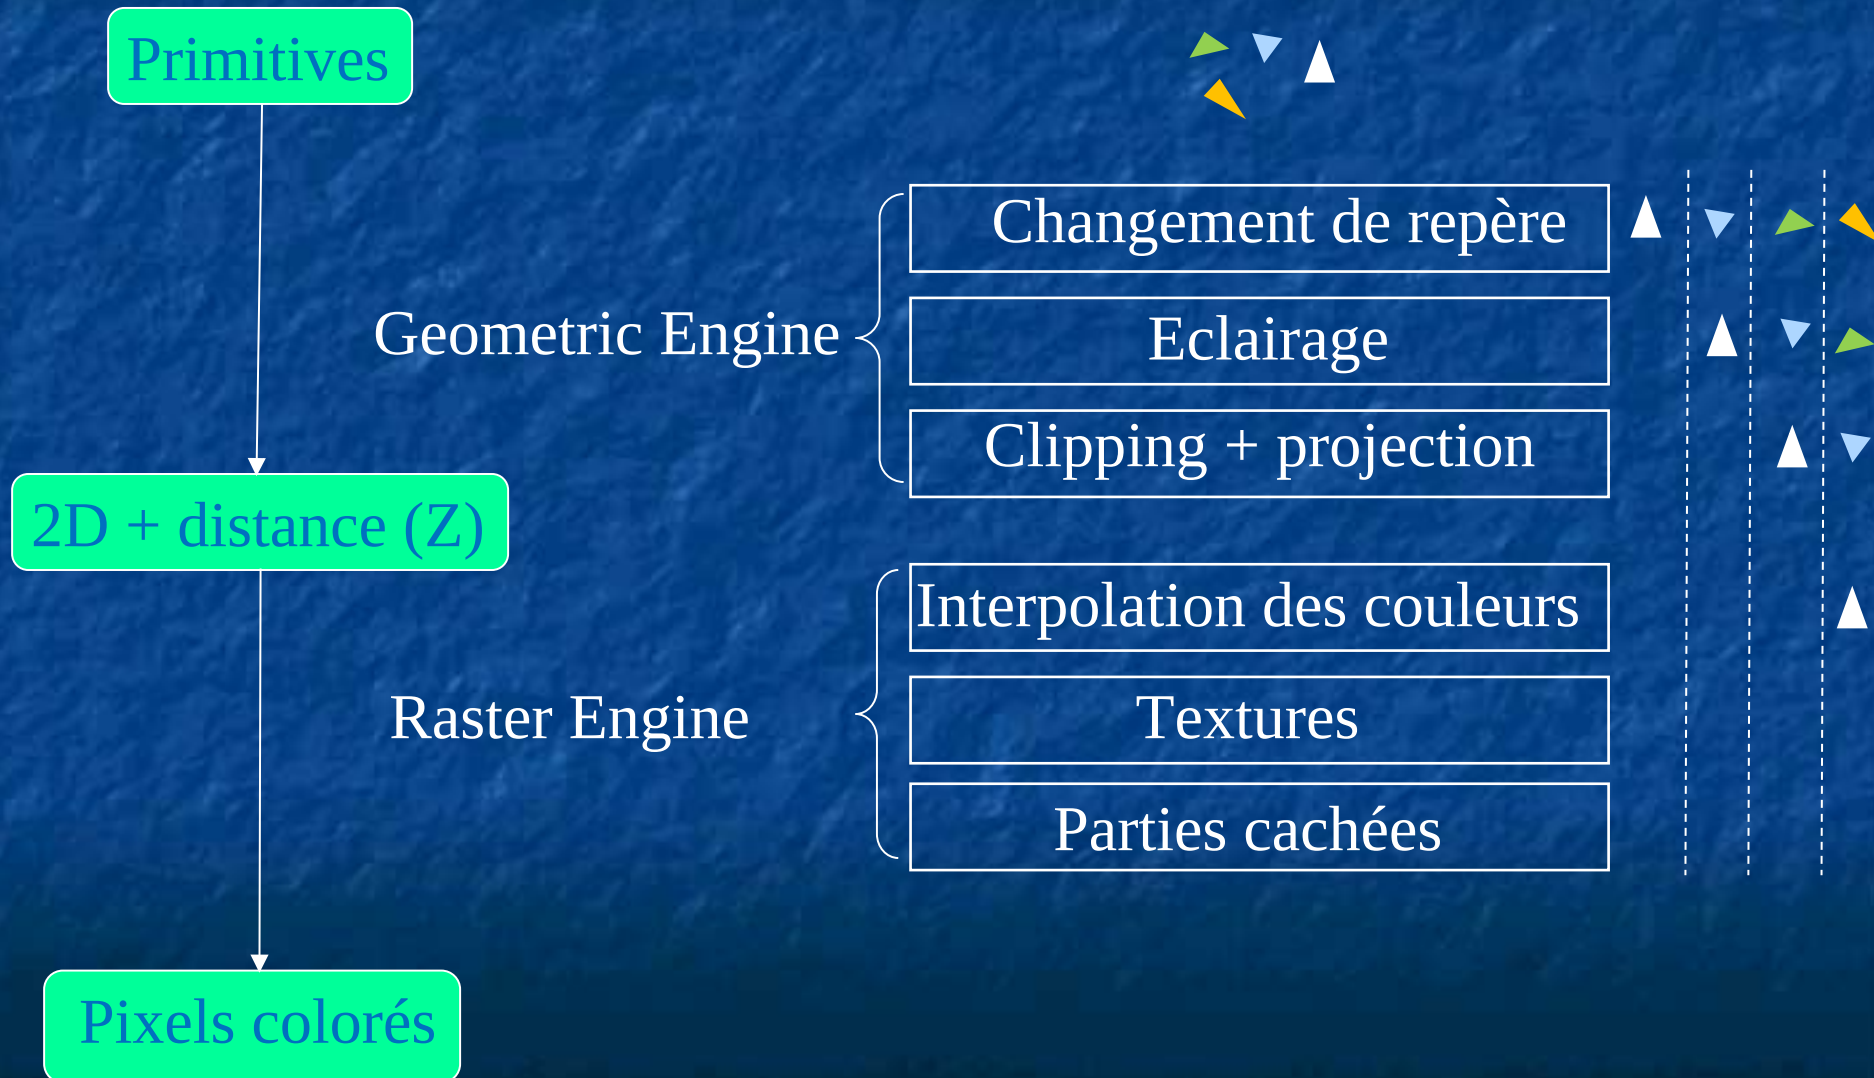 Primitives
Changement de repère
Geometric Engine
Eclairage
Clipping + projection
2D + distance (Z)
Interpolation des couleurs
Raster Engine
Textures
Parties cachées
Pixels colorés